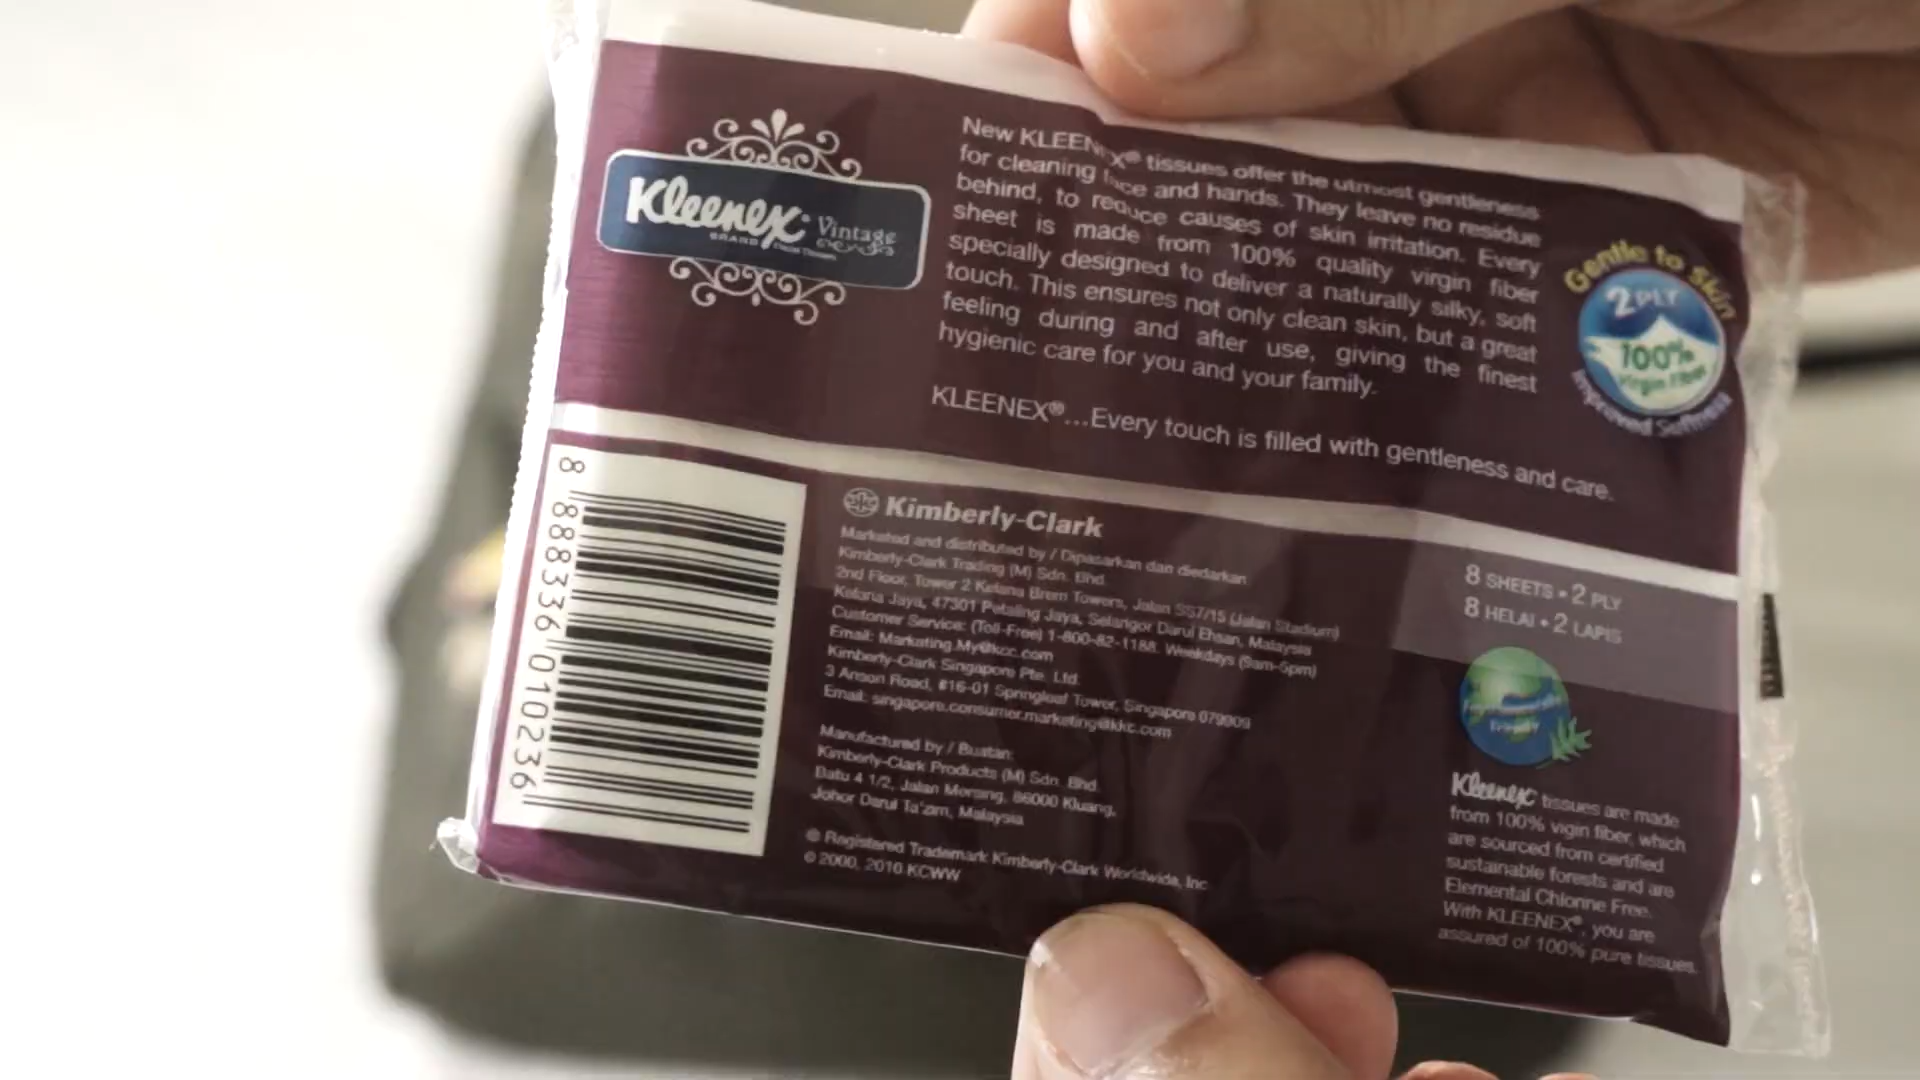 Kleenex® Vintage
BRAND Facial Tissues
New KLEENEX® tissues offer the utmost gentleness
for cleaning face and hands. They leave no residue
behind, to reduce causes of skin irritation. Every
sheet is made from 100% quality virgin fiber
specially designed to deliver a naturally silky, soft
touch. This ensures not only clean skin, but a great
feeling during and after use, giving the finest
hygienic care for you and your family.
KLEENEX®...Every touch is filled with gentleness and care.
Gentle to Skin
2PLY
100%
Virgin Fiber
Improved Softness
8 888336 010236
Kimberly-Clark
Marketed and distributed by / Dipasarkan dan diedarkan
Kimberly-Clark Trading (M) Sdn. Bhd.
2nd Floor, Tower 2 Kelana Brem Towers, Jalan SS7/15 (Jalan Stadium)
Kelana Jaya, 47301 Petaling Jaya, Selangor Darul Ehsan, Malaysia
Customer Service: (Toll-Free) 1-800-82-1188. Weekdays (9am-5pm)
Email: Marketing.My@kcc.com
Kimberly-Clark Singapore Pte. Ltd.
3 Anson Road, #16-01 Springleaf Tower, Singapore 079909
Email: singapore.consumer.marketing@kkc.com
Manufactured by / Buatan:
Kimberly-Clark Products (M) Sdn. Bhd.
Batu 4 1/2, Jalan Mersing, 86000 Kluang,
Johor Darul Ta'zim, Malaysia
® Registered Trademark Kimberly-Clark Worldwide, Inc
© 2000, 2010 KCWW
8 SHEETS • 2 PLY
8 HELAI • 2 LAPIS
Environmentally
Friendly
Kleenex tissues are made
from 100% vigin fiber, which
are sourced from certified
sustainable forests and are
Elemental Chlorine Free.
With KLEENEX®, you are
assured of 100% pure tissues.